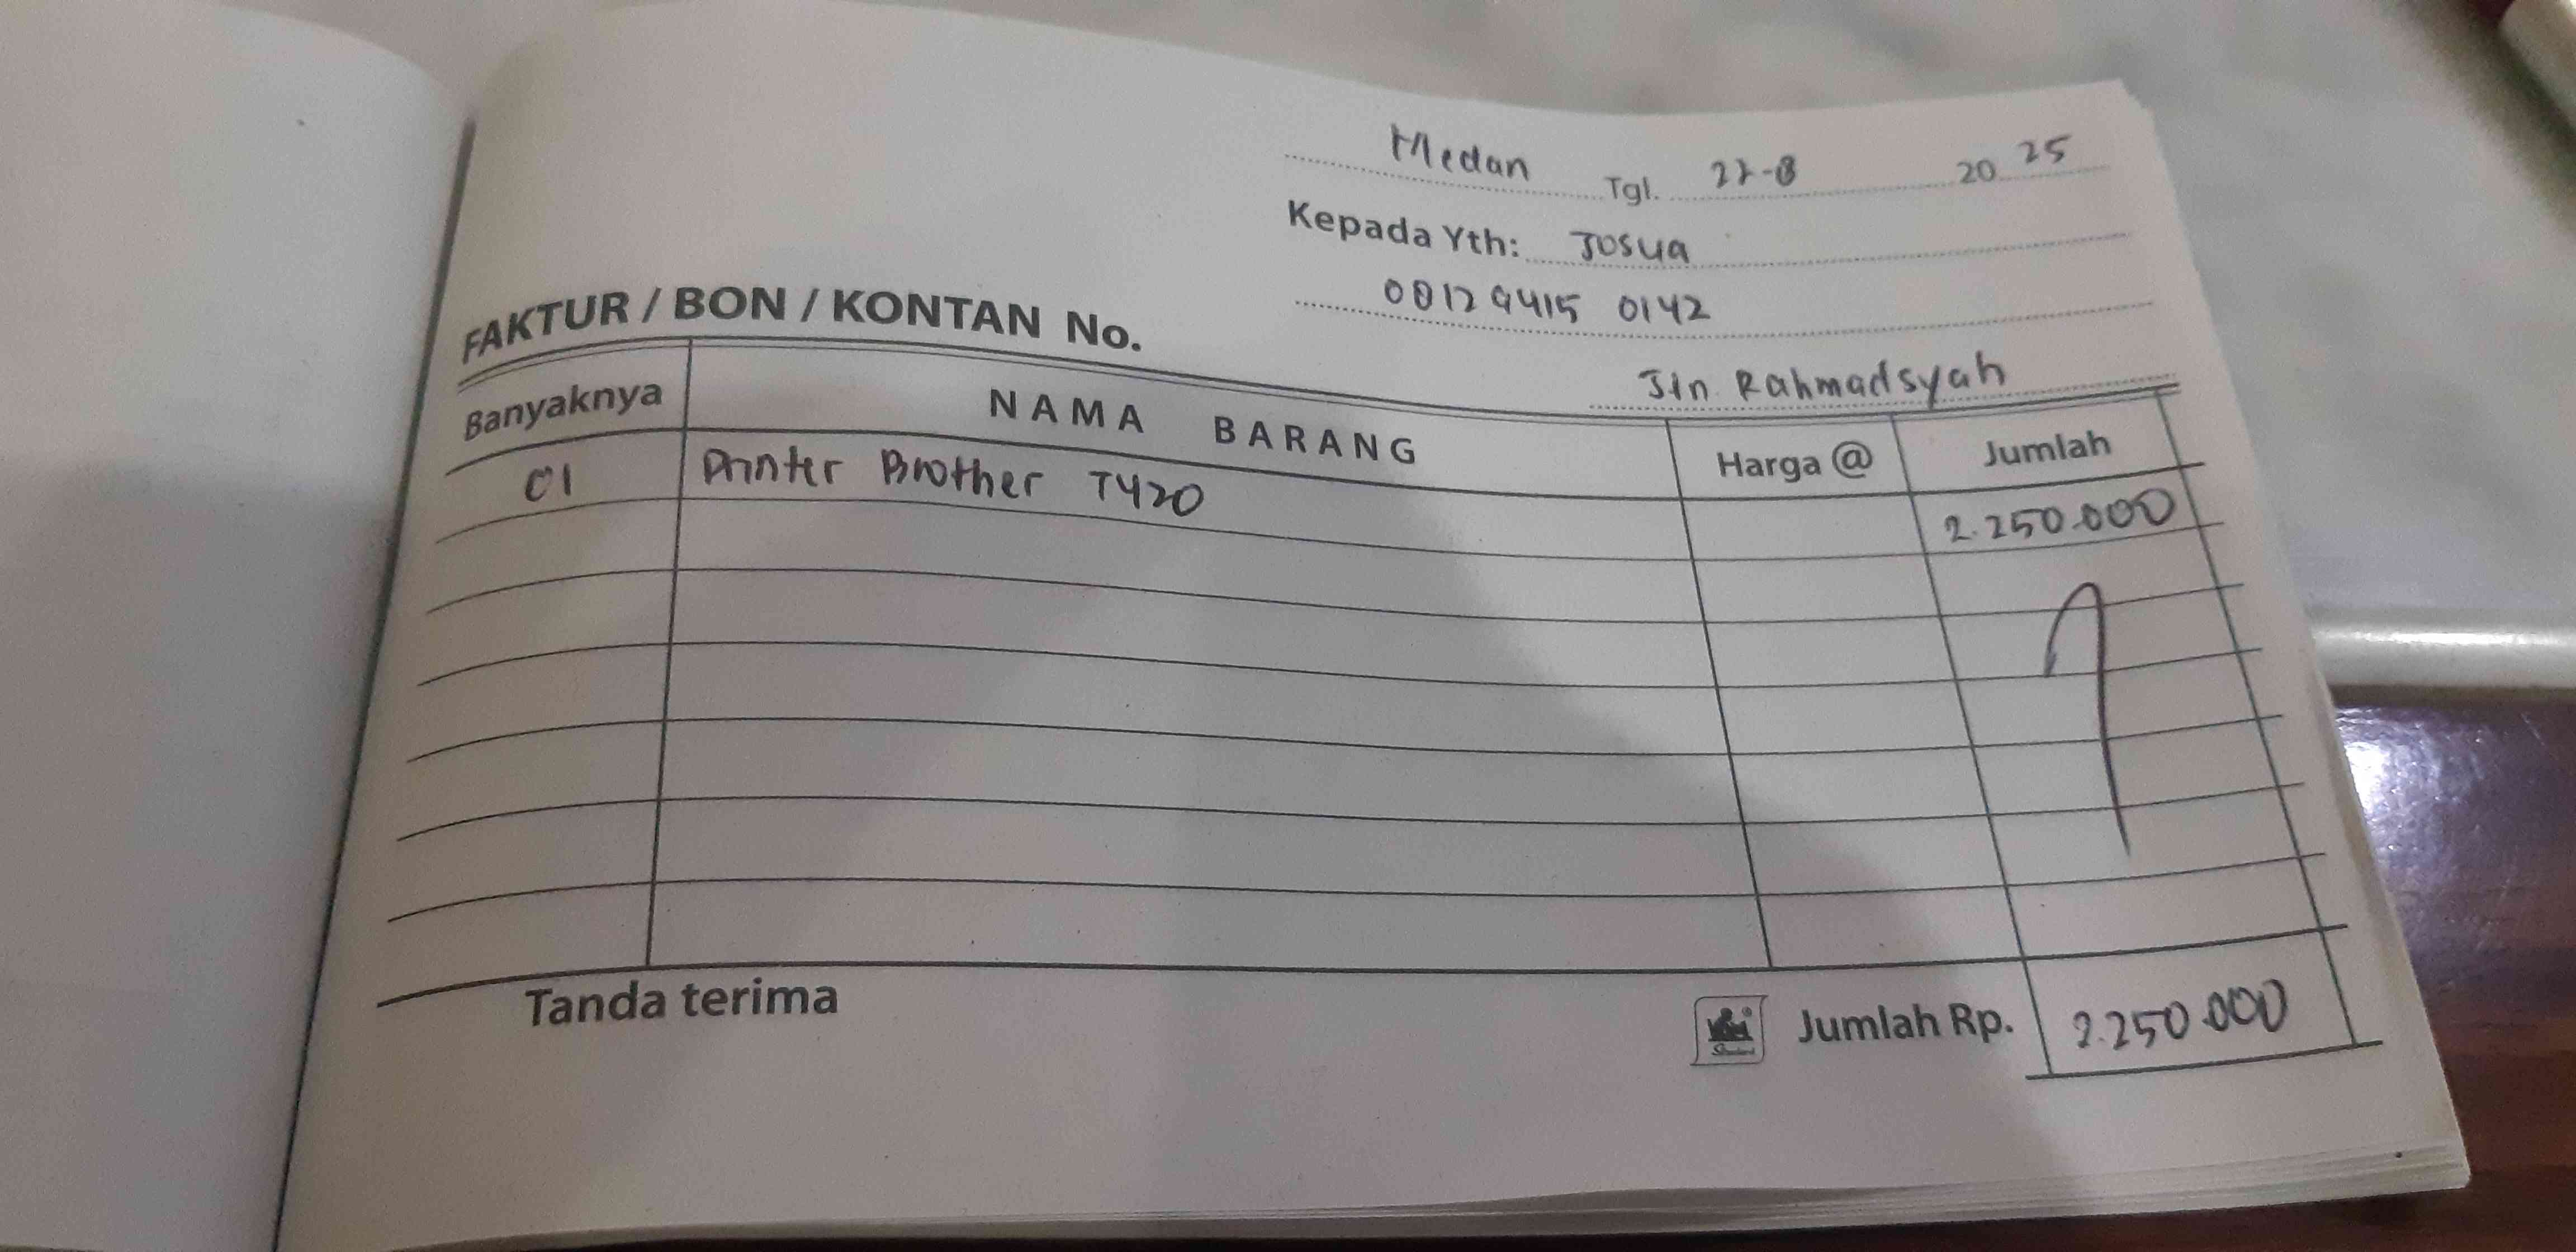 Medan Tgl. 27-8 20 25
Kepada Yth: Josua
0812 9415 0142
Jln. Rahmadsyah
FAKTUR / BON / KONTAN No.
Banyaknya NAMA BARANG Harga @ Jumlah
01 Printer Brother T420 2.250.000
Tanda terima Jumlah Rp. 2.250.000